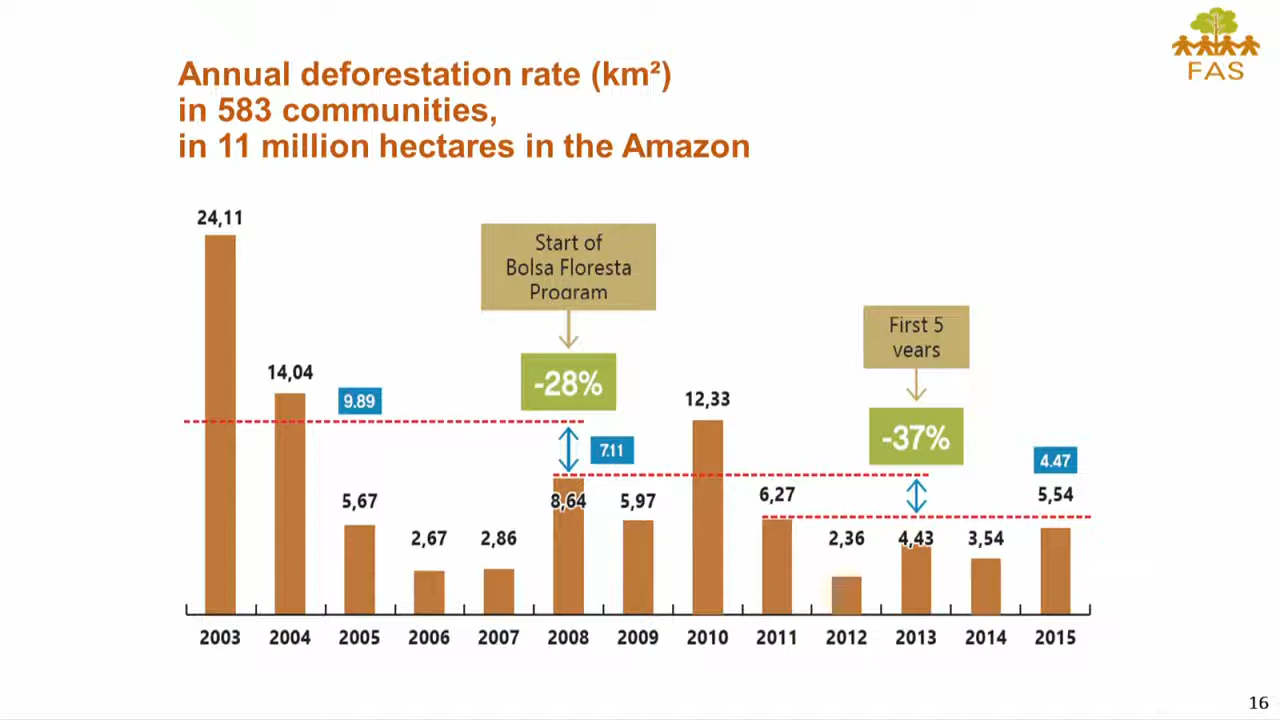 FAS
Annual deforestation rate (km²)
in 583 communities,
in 11 million hectares in the Amazon
24,11
14,04
9.89
5,67
2,67
2,86
Start of
Bolsa Floresta
Program
-28%
7.11
8,64
5,97
12,33
6,27
2,36
First 5
years
-37%
4,43
3,54
4.47
5,54
2003 2004 2005 2006 2007 2008 2009 2010 2011 2012 2013 2014 2015
16